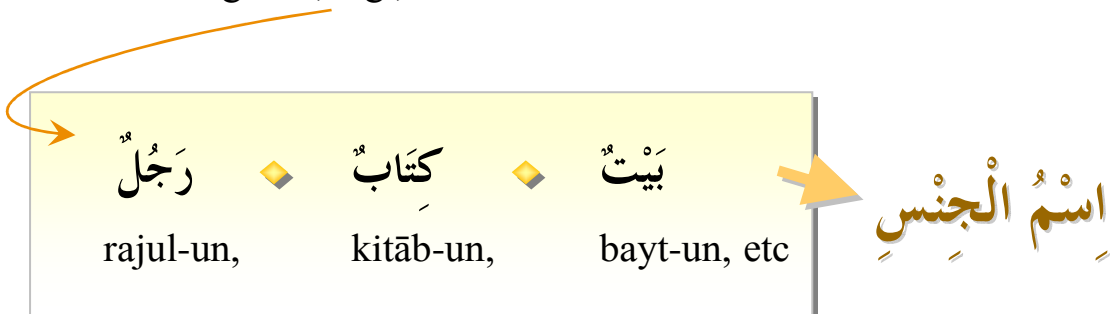 رَجُلٌ كِتَابٌ بَيْتٌ
rajul-un, kitāb-un, bayt-un, etc
اِسْمُ الْجِنْسِ